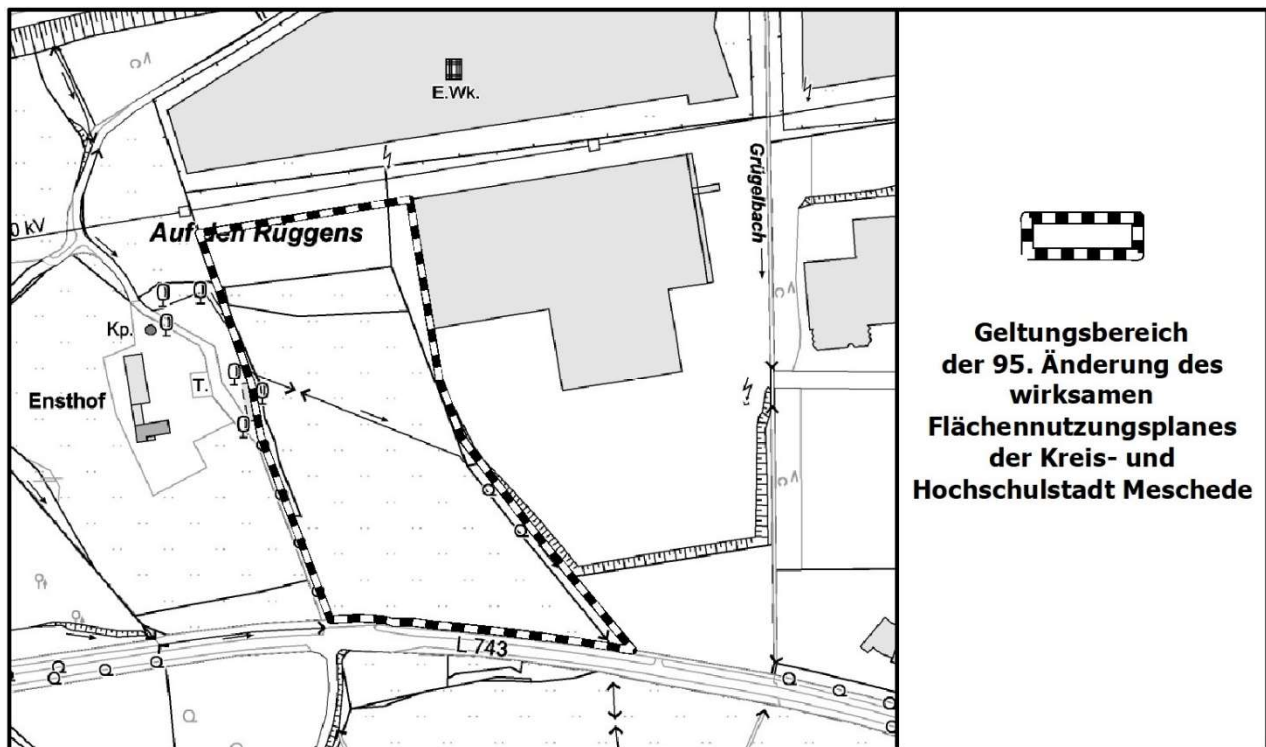 E.Wk.
Grügelbach
0 kV
Auf den Rüggens
Kp.
T.
Ensthof
L 743
Geltungsbereich
der 95. Änderung des
wirksamen
Flächennutzungsplanes
der Kreis- und
Hochschulstadt Meschede